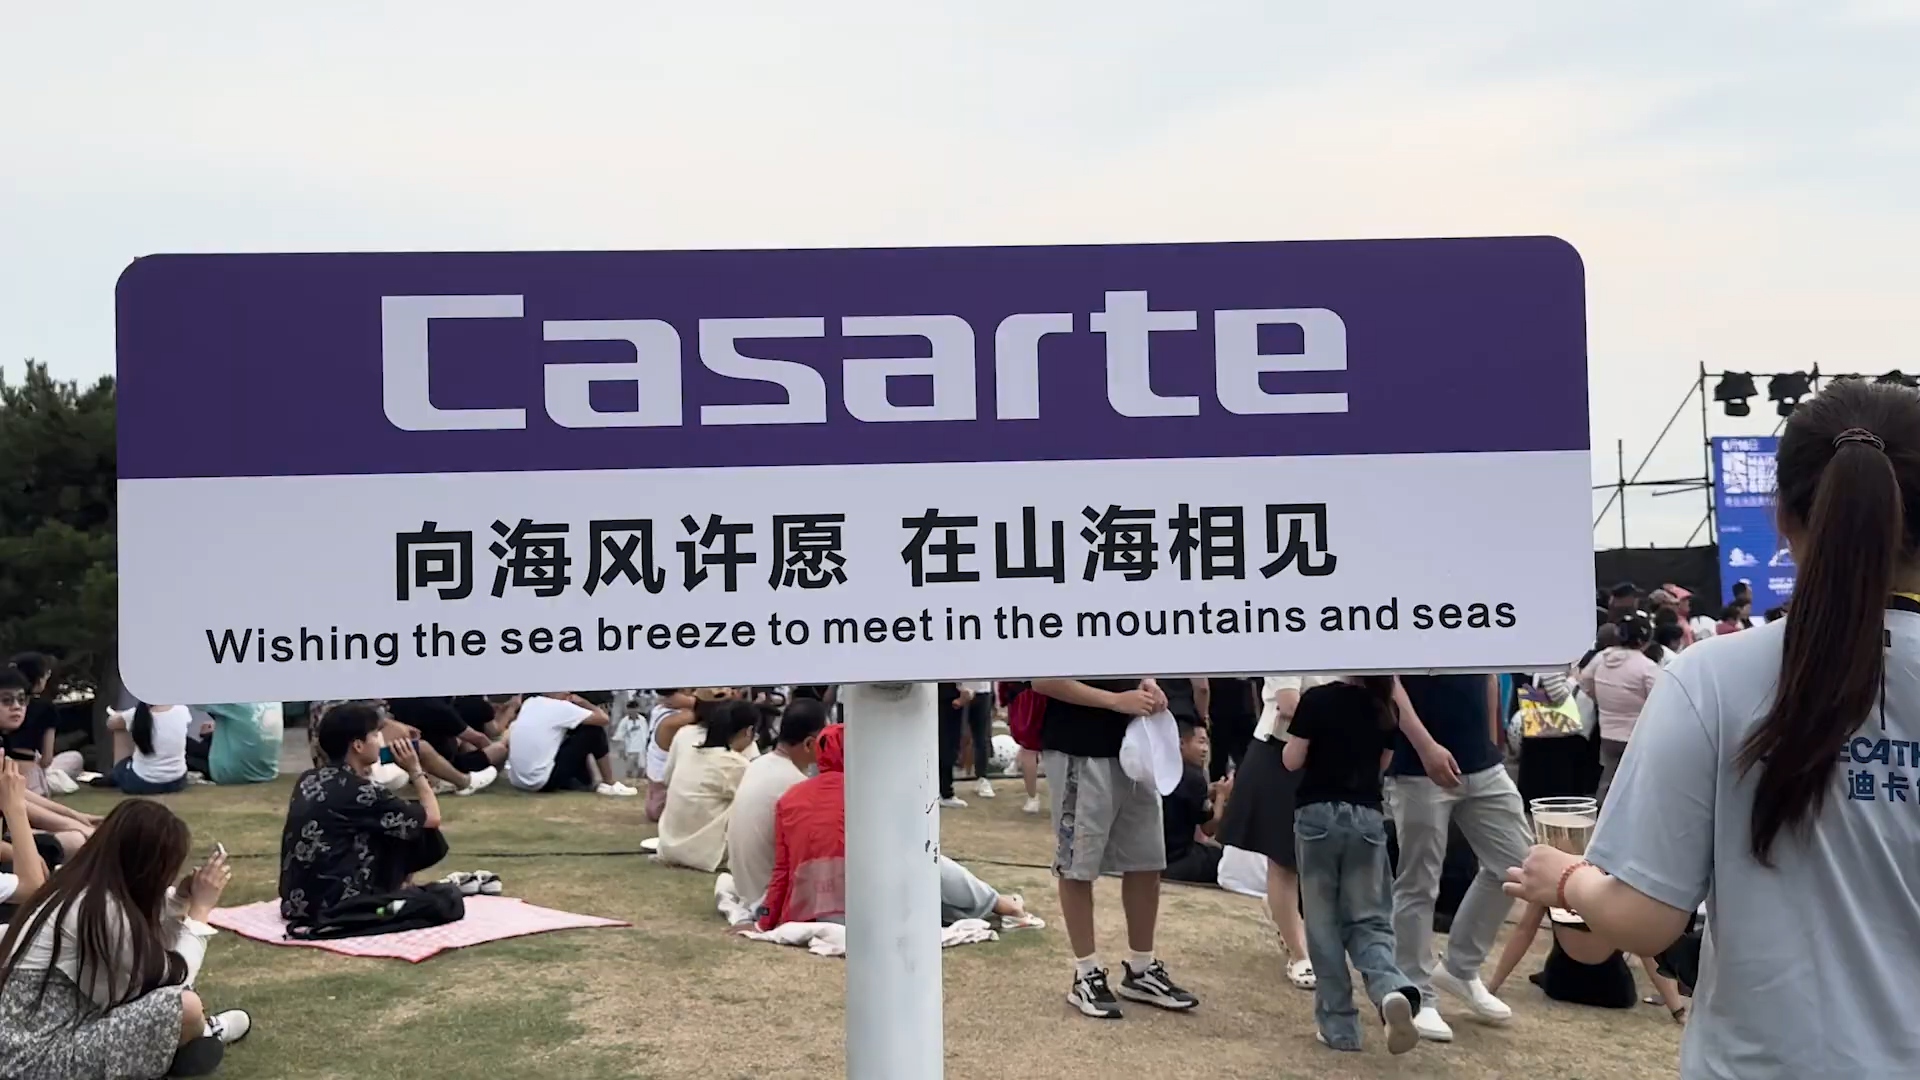 Casarte
向海风许愿 在山海相见
Wishing the sea breeze to meet in the mountains and seas
ECATH
迪卡